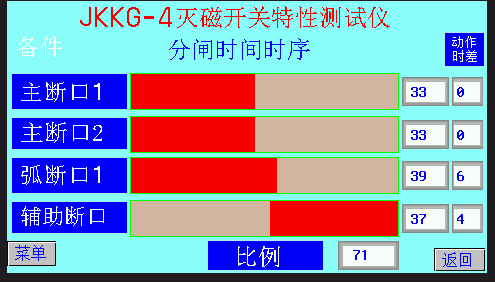 JKKG-4灭磁开关特性测试仪
备件 分闸时间时序 动作
时差
主断口1 33 0
主断口2 33 0
弧断口1 39 6
辅助断口 37 4
菜单 比例 71 返回